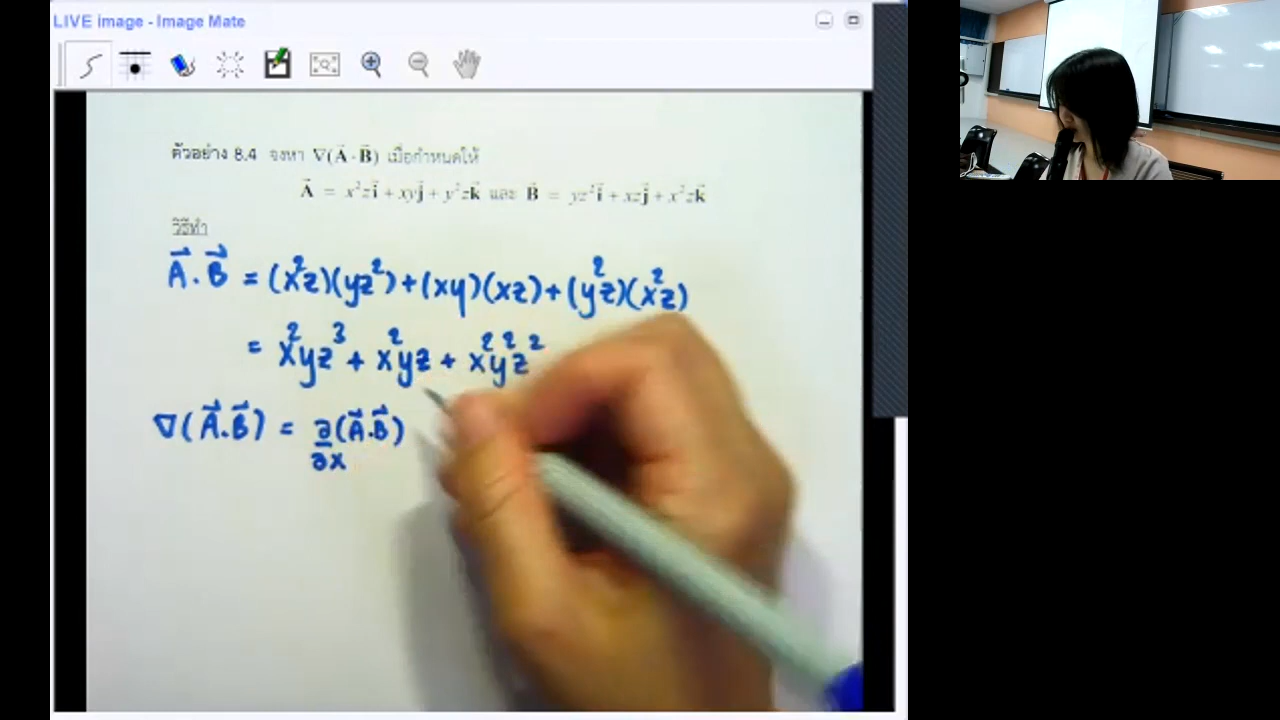 LIVE image - Image Mate
ตัวอย่าง 8.4 จงหา ∇(A⃗ · B⃗) เมื่อกำหนดให้
A⃗ = x²zi⃗ + xyj⃗ + y²zk⃗ และ B⃗ = yz²i⃗ + xzj⃗ + x²zk⃗
วิธีทำ
A⃗ . B⃗ = (x²z)(yz²) + (xy)(xz) + (y²z)(x²z)
= x²yz³ + x²yz + x²y²z²
∇(A⃗.B⃗) = ∂/∂x (A⃗.B⃗)